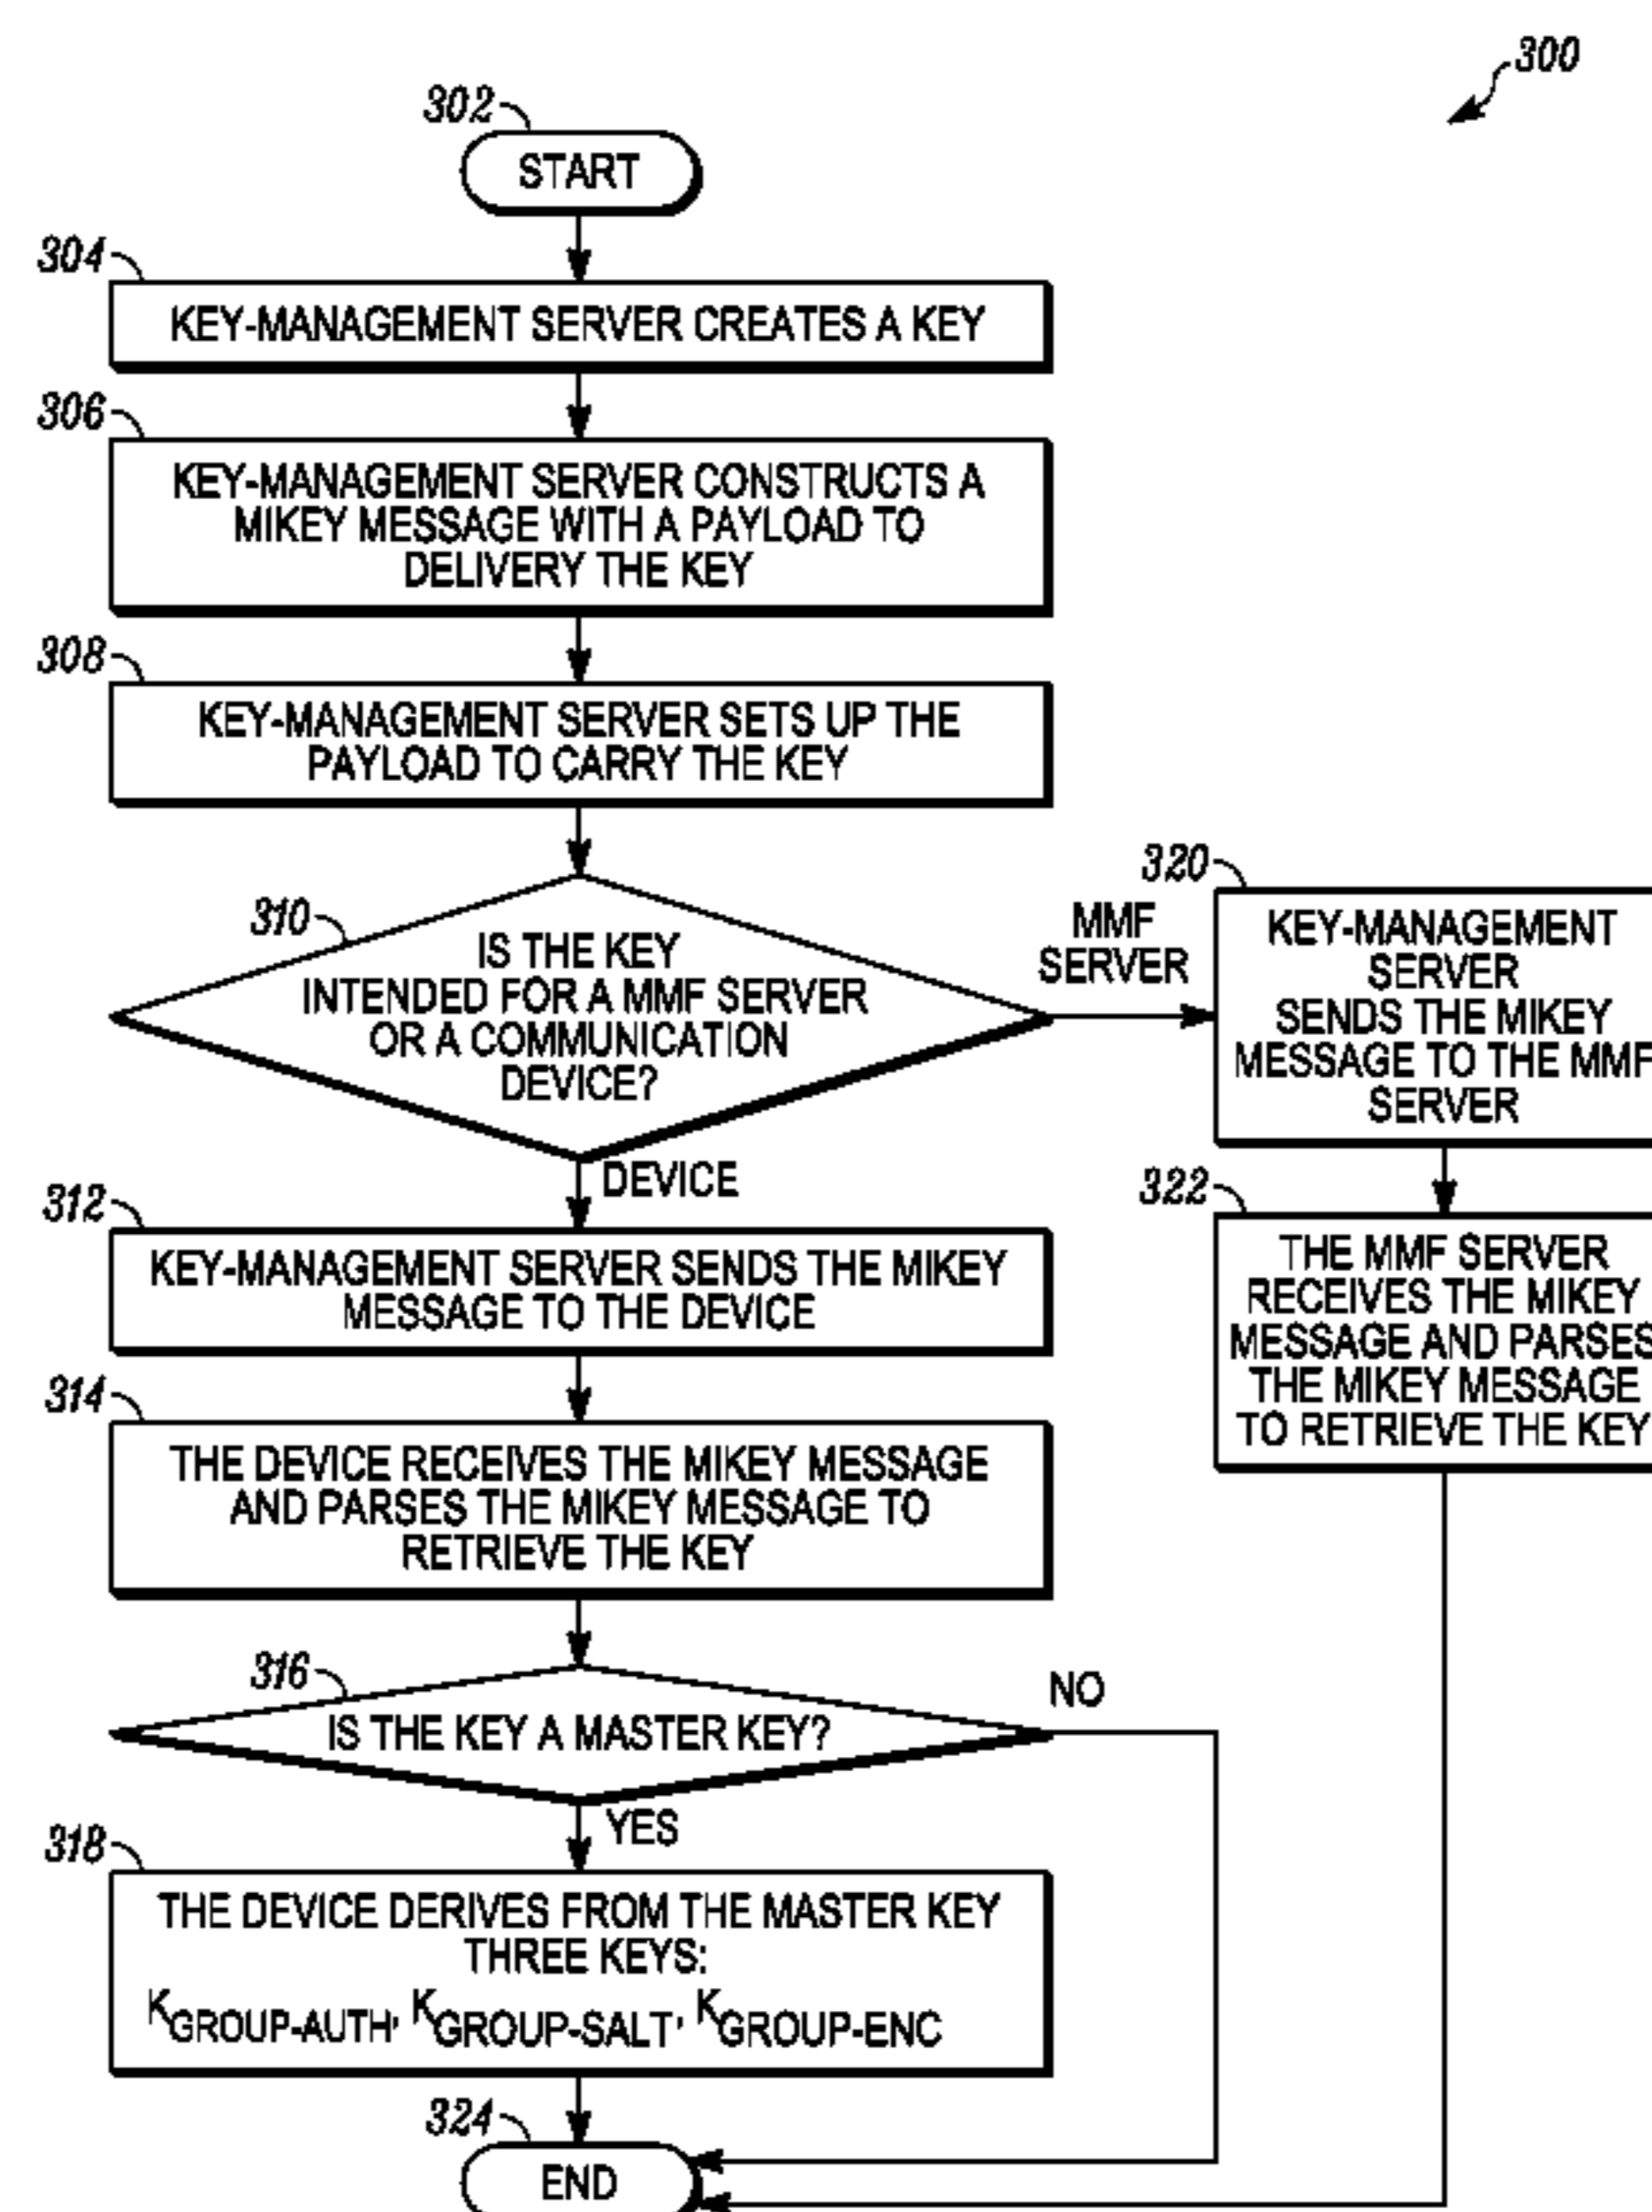 300
302
START
304
KEY-MANAGEMENT SERVER CREATES A KEY
306
KEY-MANAGEMENT SERVER CONSTRUCTS A
MIKEY MESSAGE WITH A PAYLOAD TO
DELIVERY THE KEY
308
KEY-MANAGEMENT SERVER SETS UP THE
PAYLOAD TO CARRY THE KEY
310
IS THE KEY
INTENDED FOR A MMF SERVER
OR A COMMUNICATION
DEVICE?
MMF
SERVER
320
KEY-MANAGEMENT
SERVER
SENDS THE MIKEY
MESSAGE TO THE MMF
SERVER
DEVICE
312
KEY-MANAGEMENT SERVER SENDS THE MIKEY
MESSAGE TO THE DEVICE
322
THE MMF SERVER
RECEIVES THE MIKEY
MESSAGE AND PARSES
THE MIKEY MESSAGE
TO RETRIEVE THE KEY
314
THE DEVICE RECEIVES THE MIKEY MESSAGE
AND PARSES THE MIKEY MESSAGE TO
RETRIEVE THE KEY
316
IS THE KEY A MASTER KEY?
NO
YES
318
THE DEVICE DERIVES FROM THE MASTER KEY
THREE KEYS:
KGROUP-AUTH, KGROUP-SALT, KGROUP-ENC
324
END